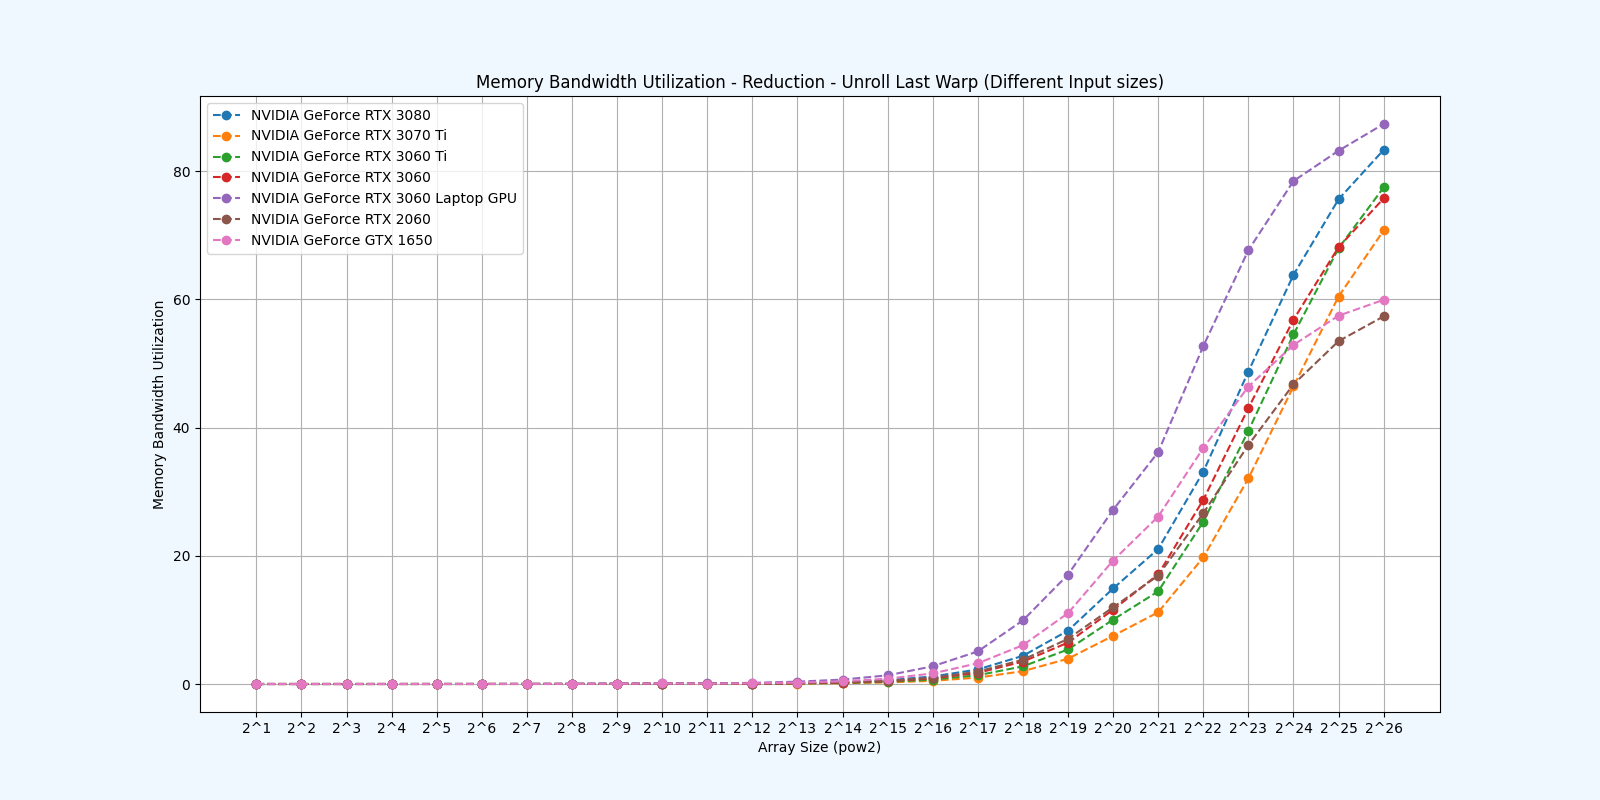 Memory Bandwidth Utilization - Reduction - Unroll Last Warp (Different Input sizes)
NVIDIA GeForce RTX 3080
NVIDIA GeForce RTX 3070 Ti
NVIDIA GeForce RTX 3060 Ti
NVIDIA GeForce RTX 3060
NVIDIA GeForce RTX 3060 Laptop GPU
NVIDIA GeForce RTX 2060
NVIDIA GeForce GTX 1650
Memory Bandwidth Utilization
80
60
40
20
0
2^1 2^2 2^3 2^4 2^5 2^6 2^7 2^8 2^9 2^10 2^11 2^12 2^13 2^14 2^15 2^16 2^17 2^18 2^19 2^20 2^21 2^22 2^23 2^24 2^25 2^26
Array Size (pow2)